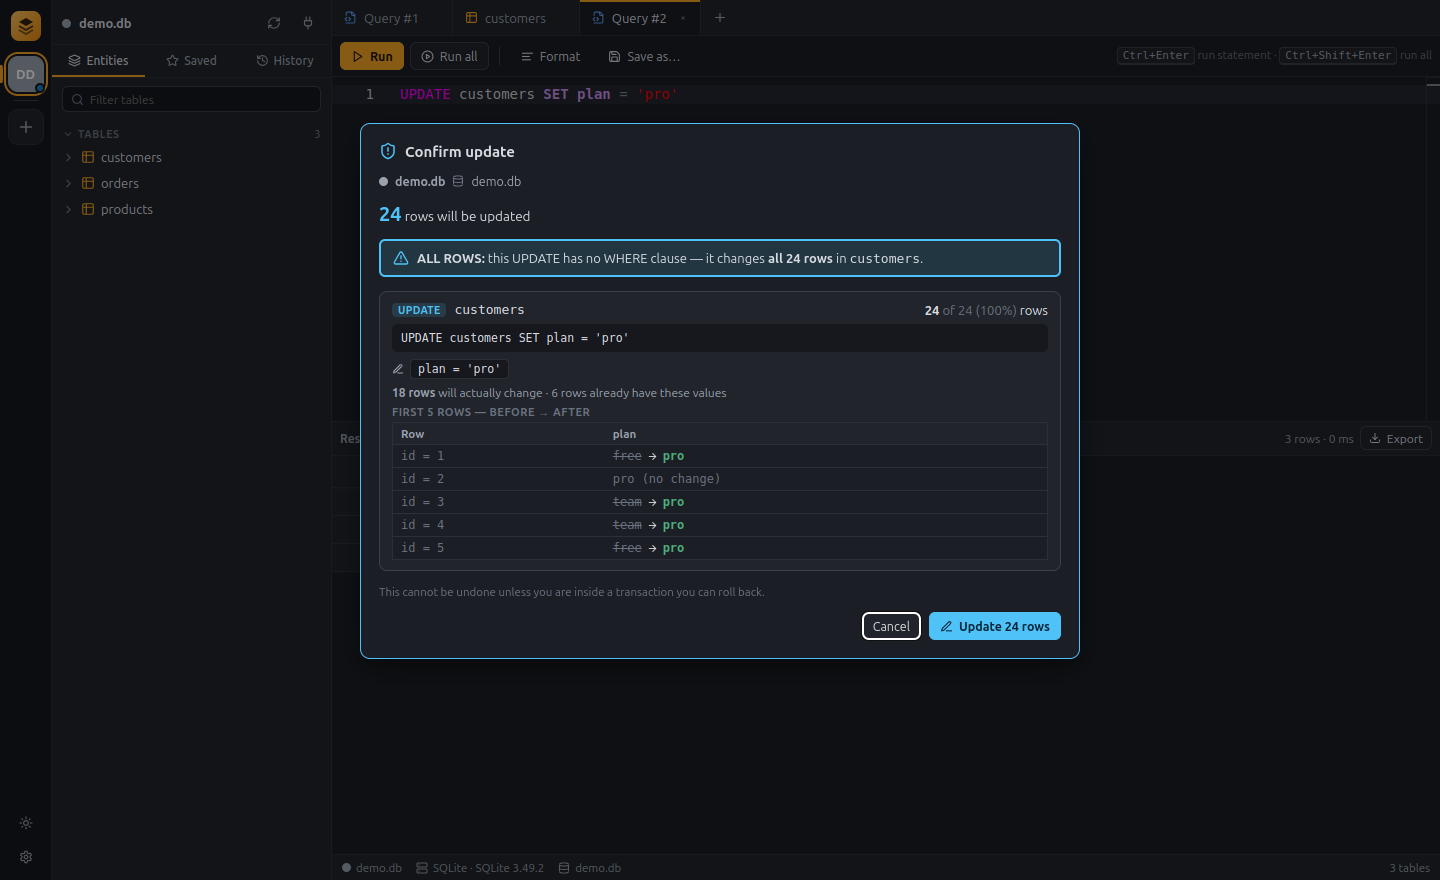 demo.db
Query #1
customers
Query #2
Run
Run all
Format
Save as...
Ctrl+Enter run statement · Ctrl+Shift+Enter run all
DD
Entities
Saved
History
Filter tables
TABLES 3
customers
orders
products
1 UPDATE customers SET plan = 'pro'
Confirm update
demo.db demo.db
24 rows will be updated
ALL ROWS: this UPDATE has no WHERE clause — it changes all 24 rows in customers.
UPDATE customers 24 of 24 (100%) rows
UPDATE customers SET plan = 'pro'
plan = 'pro'
18 rows will actually change · 6 rows already have these values
FIRST 5 ROWS — BEFORE → AFTER
Row plan
id = 1 free → pro
id = 2 pro (no change)
id = 3 team → pro
id = 4 team → pro
id = 5 free → pro
This cannot be undone unless you are inside a transaction you can roll back.
Cancel
Update 24 rows
Res
3 rows · 0 ms
Export
demo.db SQLite · SQLite 3.49.2 demo.db
3 tables